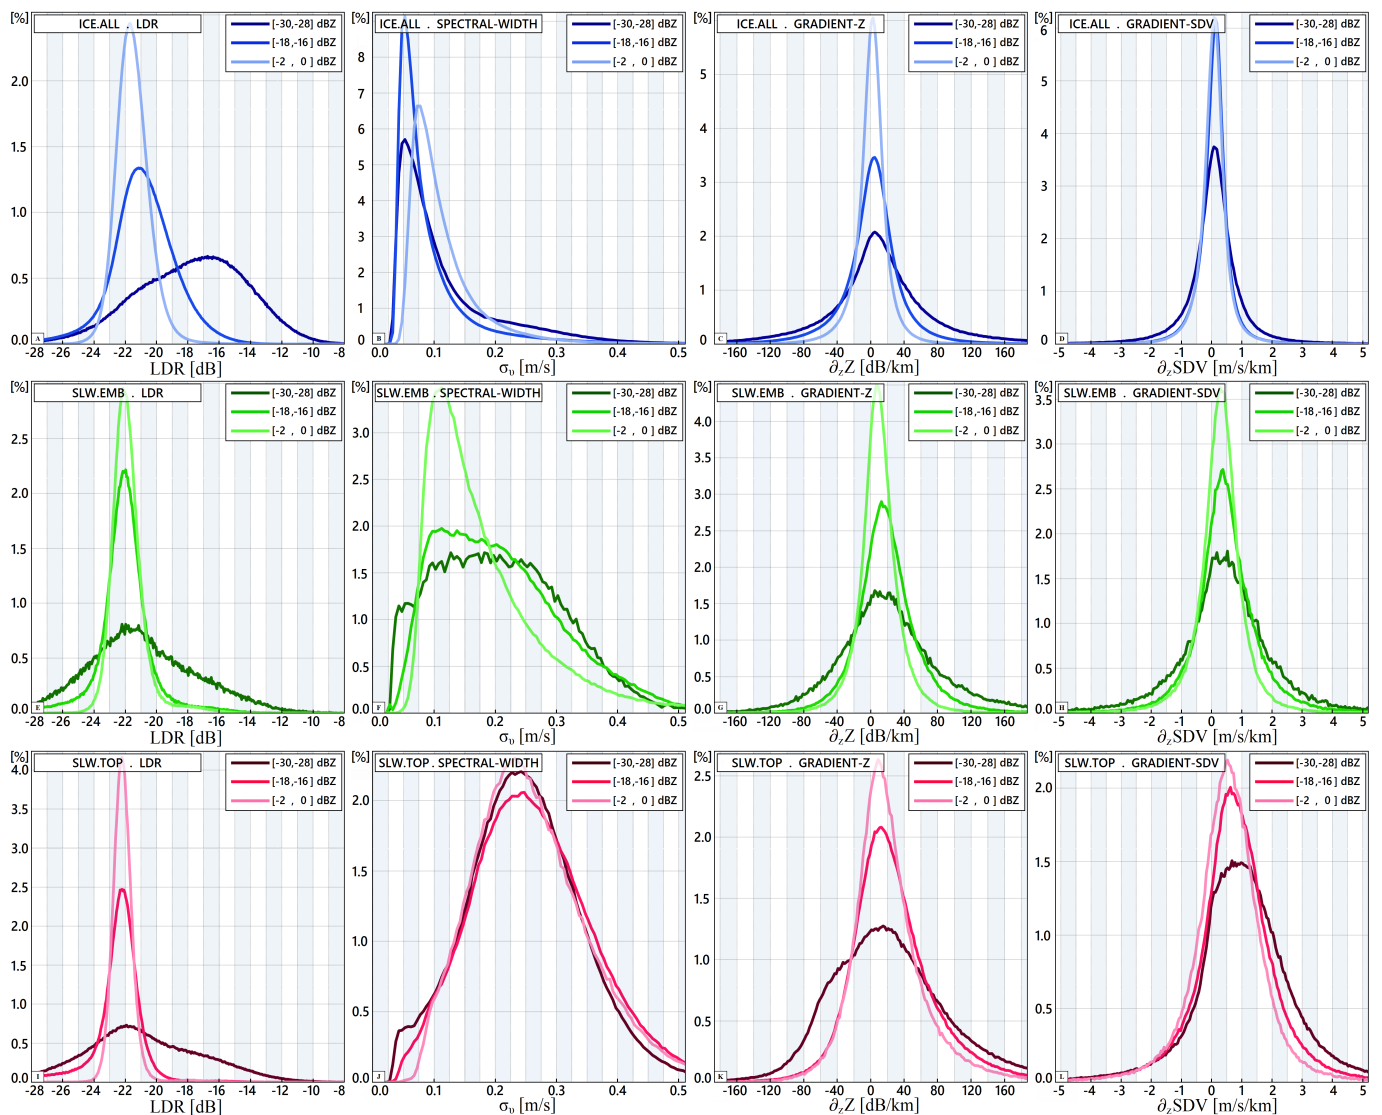 [%]
ICE.ALL . LDR
[-30,-28] dBZ
[-18,-16] dBZ
[-2 , 0 ] dBZ
2.0
1.5
1.0
0.5
0.0
A
-28 -26 -24 -22 -20 -18 -16 -14 -12 -10 -8
LDR [dB]
[%]
ICE.ALL . SPECTRAL-WIDTH
[-30,-28] dBZ
[-18,-16] dBZ
[-2 , 0 ] dBZ
8
7
6
5
4
3
2
1
0
B
0.0 0.1 0.2 0.3 0.4 0.5
συ [m/s]
[%]
ICE.ALL . GRADIENT-Z
[-30,-28] dBZ
[-18,-16] dBZ
[-2 , 0 ] dBZ
5
4
3
2
1
0
C
-160 -120 -80 -40 0 40 80 120 160
∂zZ [dB/km]
[%]
ICE.ALL . GRADIENT-SDV
[-30,-28] dBZ
[-18,-16] dBZ
[-2 , 0 ] dBZ
6
5
4
3
2
1
0
D
-5 -4 -3 -2 -1 0 1 2 3 4 5
∂zSDV [m/s/km]
[%]
SLW.EMB . LDR
[-30,-28] dBZ
[-18,-16] dBZ
[-2 , 0 ] dBZ
2.5
2.0
1.5
1.0
0.5
0.0
E
-28 -26 -24 -22 -20 -18 -16 -14 -12 -10 -8
LDR [dB]
[%]
SLW.EMB . SPECTRAL-WIDTH
[-30,-28] dBZ
[-18,-16] dBZ
[-2 , 0 ] dBZ
3.0
2.5
2.0
1.5
1.0
0.5
0.0
F
0.0 0.1 0.2 0.3 0.4 0.5
συ [m/s]
[%]
SLW.EMB . GRADIENT-Z
[-30,-28] dBZ
[-18,-16] dBZ
[-2 , 0 ] dBZ
4.0
3.5
3.0
2.5
2.0
1.5
1.0
0.5
0.0
G
-160 -120 -80 -40 0 40 80 120 160
∂zZ [dB/km]
[%]
SLW.EMB . GRADIENT-SDV
[-30,-28] dBZ
[-18,-16] dBZ
[-2 , 0 ] dBZ
3.5
3.0
2.5
2.0
1.5
1.0
0.5
0.0
H
-5 -4 -3 -2 -1 0 1 2 3 4 5
∂zSDV [m/s/km]
[%]
SLW.TOP . LDR
[-30,-28] dBZ
[-18,-16] dBZ
[-2 , 0 ] dBZ
4.0
3.0
2.5
2.0
1.5
1.0
0.5
0.0
I
-28 -26 -24 -22 -20 -18 -16 -14 -12 -10 -8
LDR [dB]
[%]
SLW.TOP . SPECTRAL-WIDTH
[-30,-28] dBZ
[-18,-16] dBZ
[-2 , 0 ] dBZ
2.0
1.5
1.0
0.5
0.0
J
0.0 0.1 0.2 0.3 0.4 0.5
συ [m/s]
[%]
SLW.TOP . GRADIENT-Z
[-30,-28] dBZ
[-18,-16] dBZ
[-2 , 0 ] dBZ
2.5
2.0
1.5
1.0
0.5
0.0
K
-160 -120 -80 -40 0 40 80 120 160
∂zZ [dB/km]
[%]
SLW.TOP . GRADIENT-SDV
[-30,-28] dBZ
[-18,-16] dBZ
[-2 , 0 ] dBZ
2.0
1.5
1.0
0.5
0.0
L
-5 -4 -3 -2 -1 0 1 2 3 4 5
∂zSDV [m/s/km]